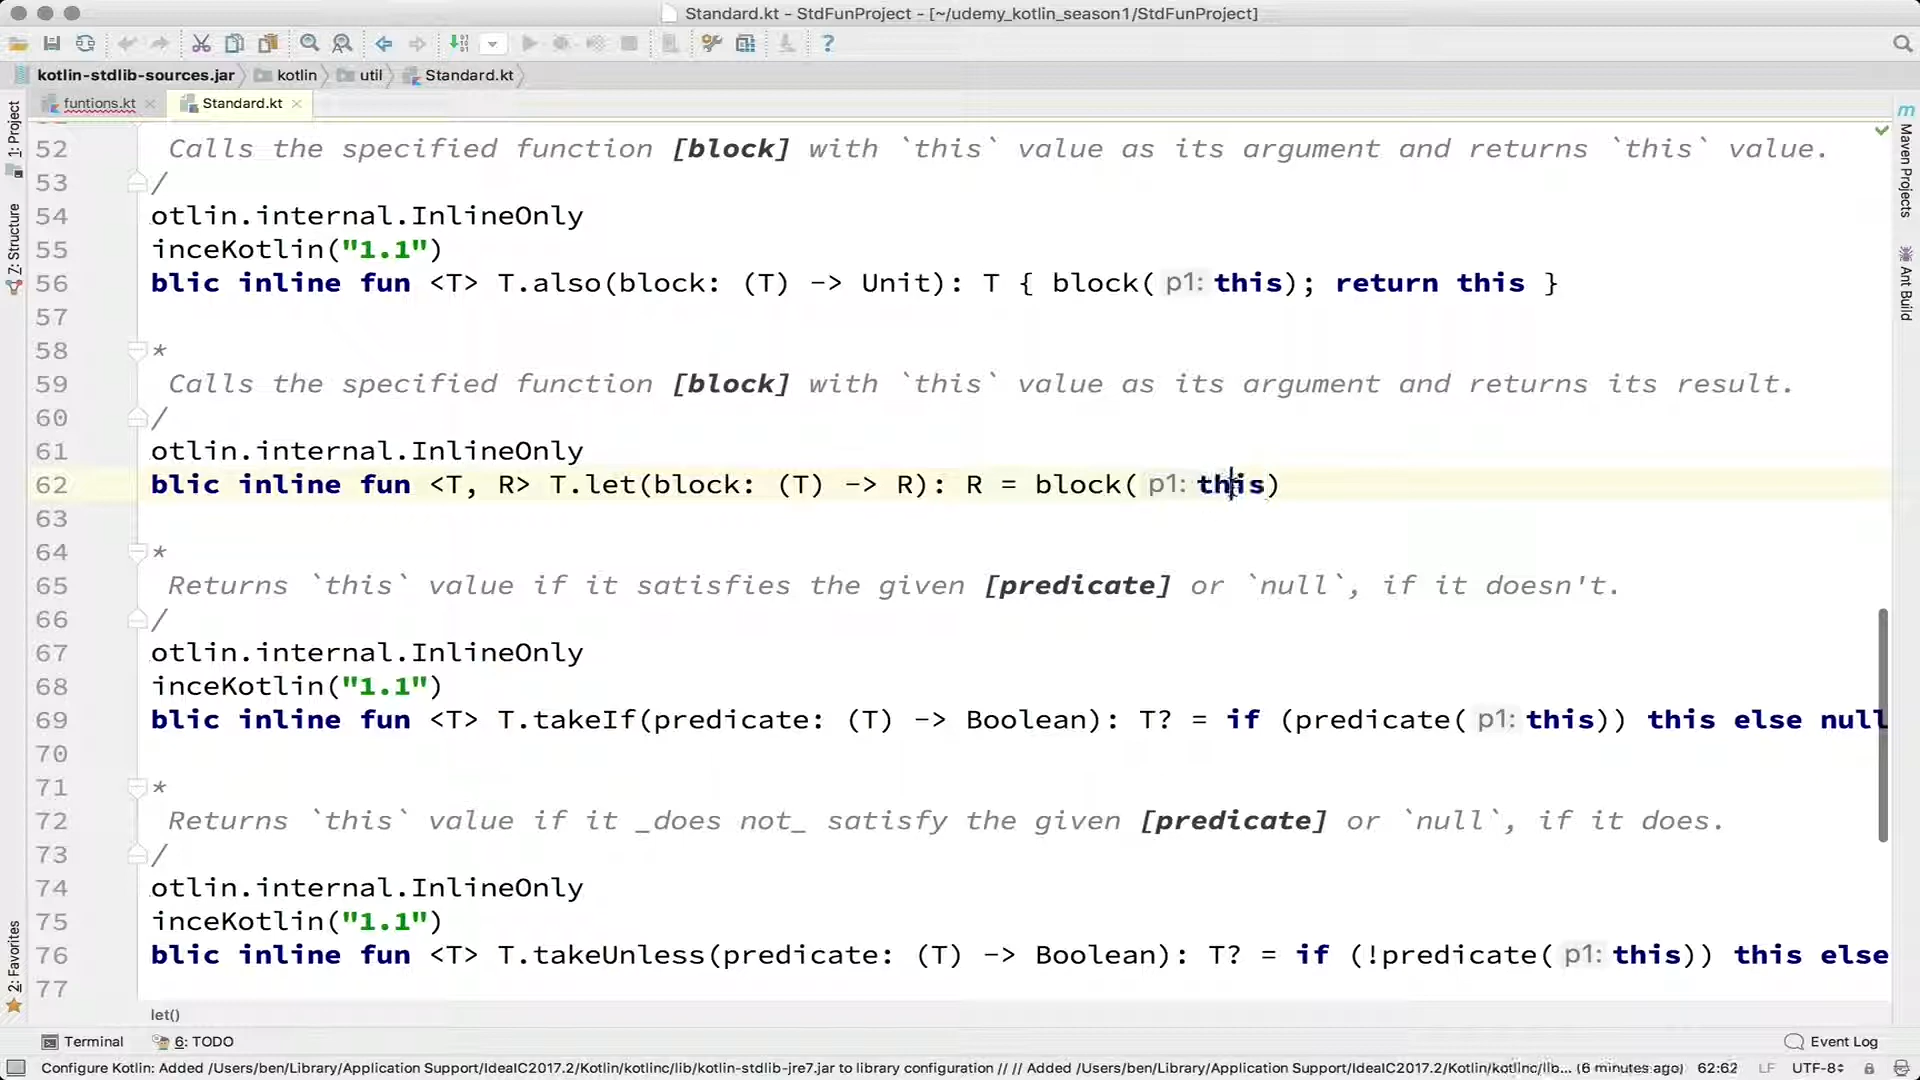 Standard.kt - StdFunProject - [~/udemy_kotlin_season1/StdFunProject]
kotlin-stdlib-sources.jar kotlin util Standard.kt
funtions.kt Standard.kt
1: Project
Z: Structure
2: Favorites
52 Calls the specified function [block] with `this` value as its argument and returns `this` value.
53 /
54 otlin.internal.InlineOnly
55 inceKotlin("1.1")
56 blic inline fun <T> T.also(block: (T) -> Unit): T { block( p1: this); return this }
57
58 *
59 Calls the specified function [block] with `this` value as its argument and returns its result.
60 /
61 otlin.internal.InlineOnly
62 blic inline fun <T, R> T.let(block: (T) -> R): R = block( p1: this)
63
64 *
65 Returns `this` value if it satisfies the given [predicate] or `null`, if it doesn't.
66 /
67 otlin.internal.InlineOnly
68 inceKotlin("1.1")
69 blic inline fun <T> T.takeIf(predicate: (T) -> Boolean): T? = if (predicate( p1: this)) this else null
70
71 *
72 Returns `this` value if it _does not_ satisfy the given [predicate] or `null`, if it does.
73 /
74 otlin.internal.InlineOnly
75 inceKotlin("1.1")
76 blic inline fun <T> T.takeUnless(predicate: (T) -> Boolean): T? = if (!predicate( p1: this)) this else
77
m Maven Projects
Ant Build
let()
Terminal 6: TODO Event Log
Configure Kotlin: Added /Users/ben/Library/Application Support/IdeaIC2017.2/Kotlin/kotlinc/lib/kotlin-stdlib-jre7.jar to library configuration // // Added /Users/ben/Library/Application Support/IdeaIC2017.2/Kotlin/kotlinc/lib... (6 minutes ago) 62:62 LF UTF-8